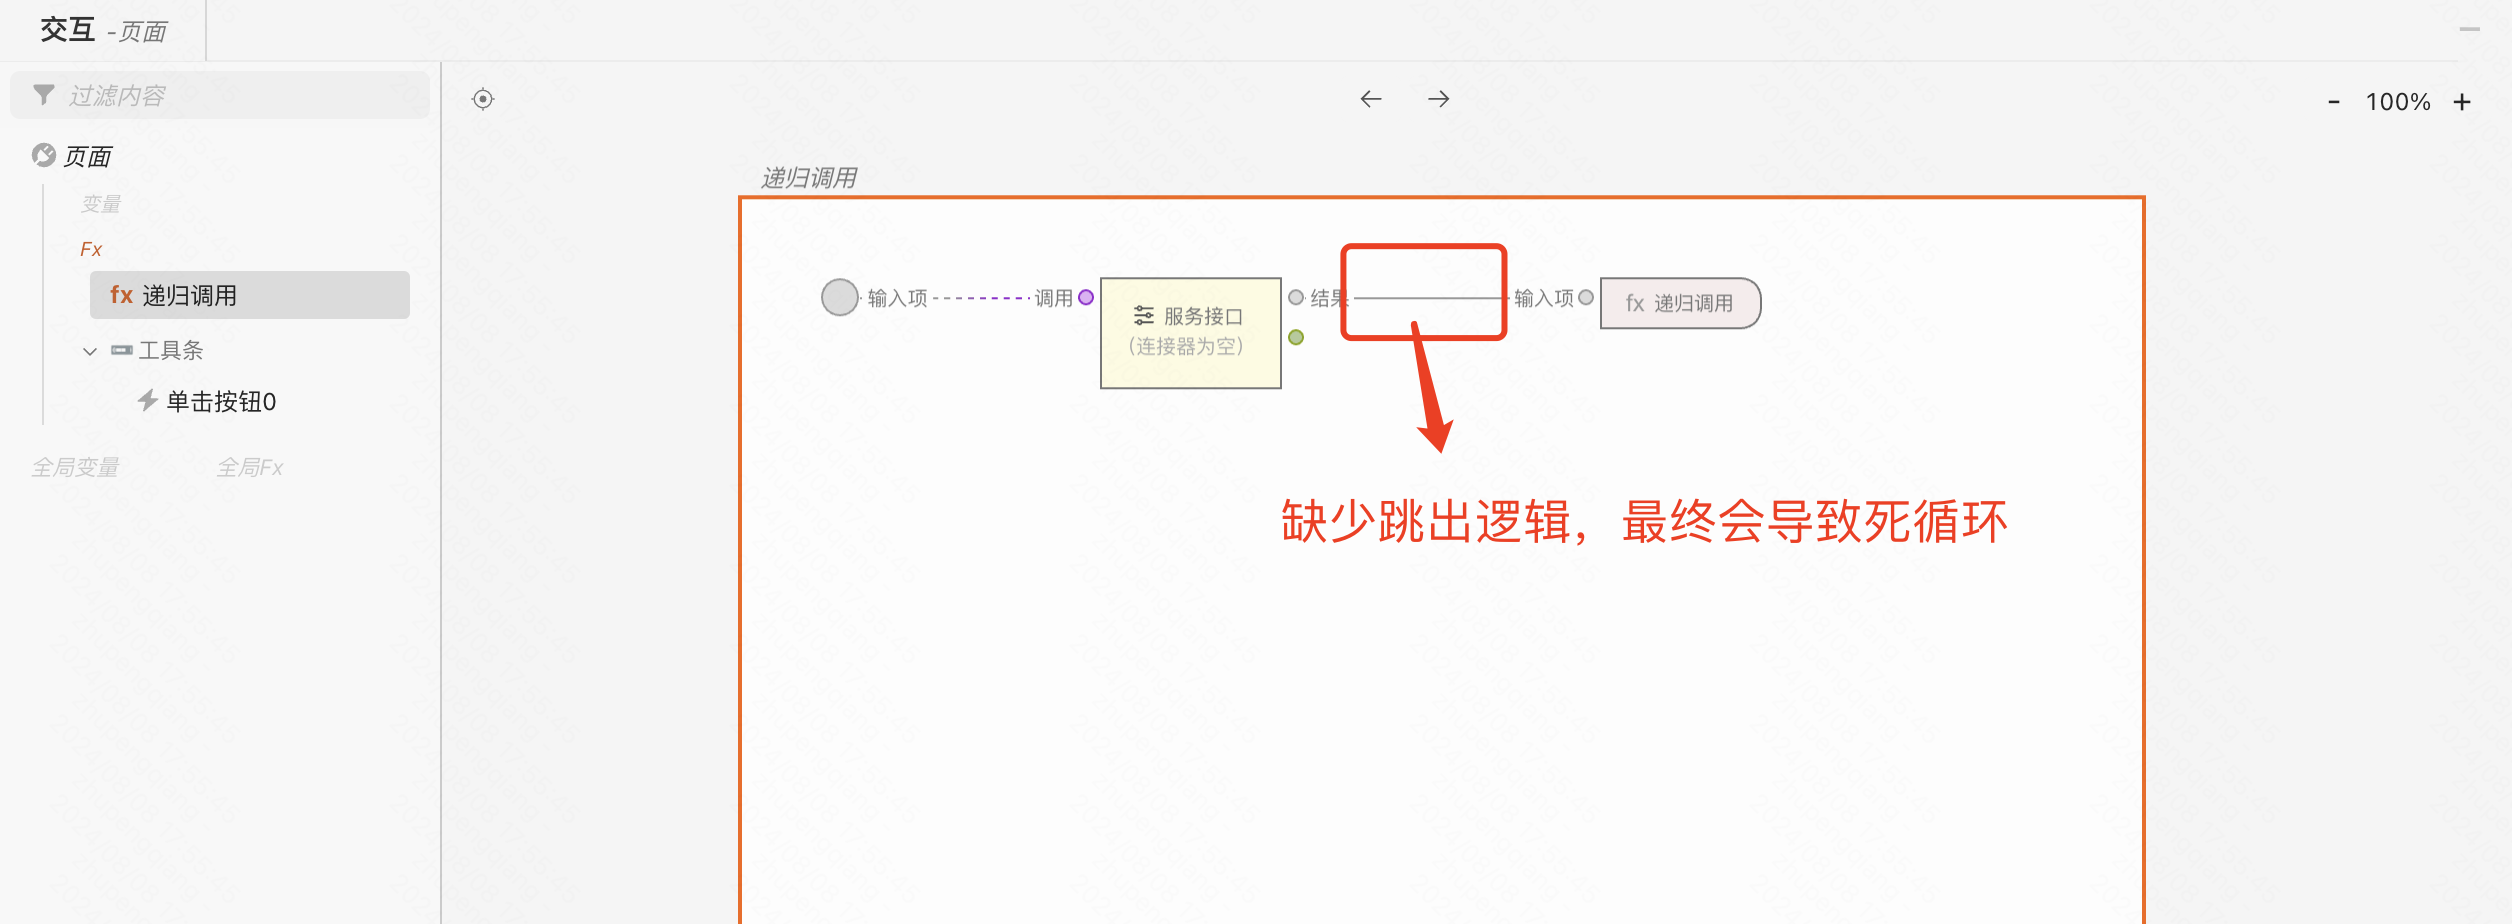 交互 -页面
过滤内容
- 100% +
页面
递归调用
变量
Fx
fx 递归调用
输入项 调用 服务接口 结果 输入项 fx 递归调用
(连接器为空)
工具条
单击按钮0
全局变量 全局Fx
缺少跳出逻辑，最终会导致死循环